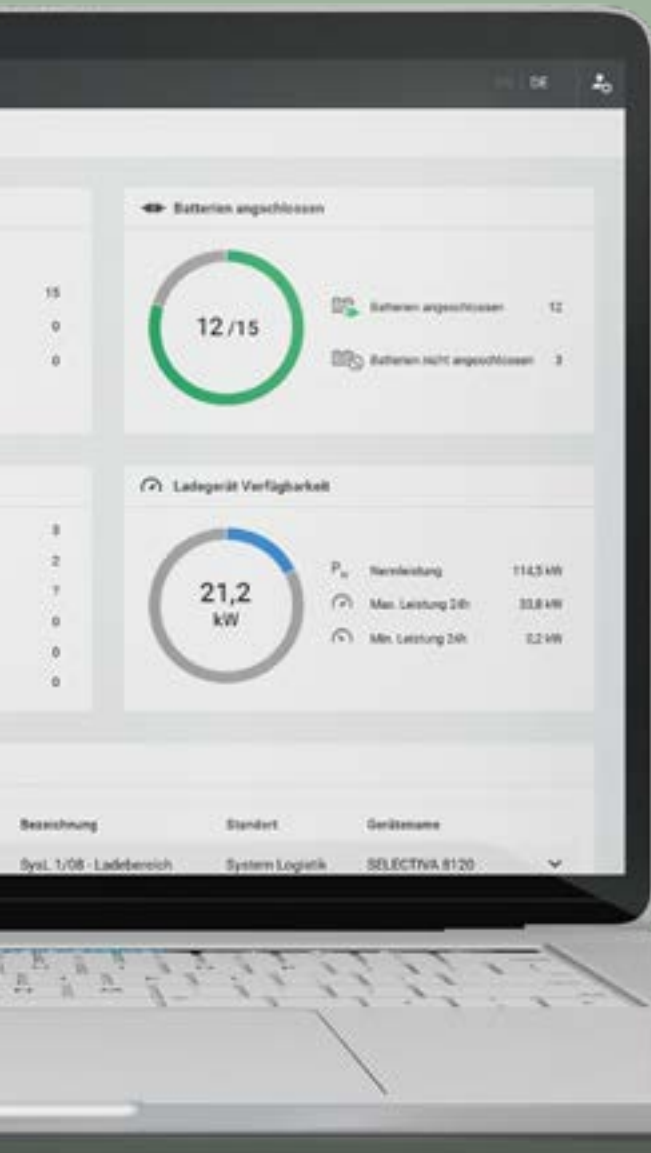 DE
Batterien angschlossen
15
0
0
12/15
Batterien angeschlossen 12
Batterien nicht angeschlossen 3
Ladegerät Verfügbarkeit
3
2
7
0
0
0
21,2
kW
Nennleistung 114,5 kW
Max. Leistung 24h 33,8 kW
Min. Leistung 24h 0,2 kW
Bezeichnung Standort Gerätename
SysL. 1/08 - Ladebereich System Logistik SELECTIVA 8120